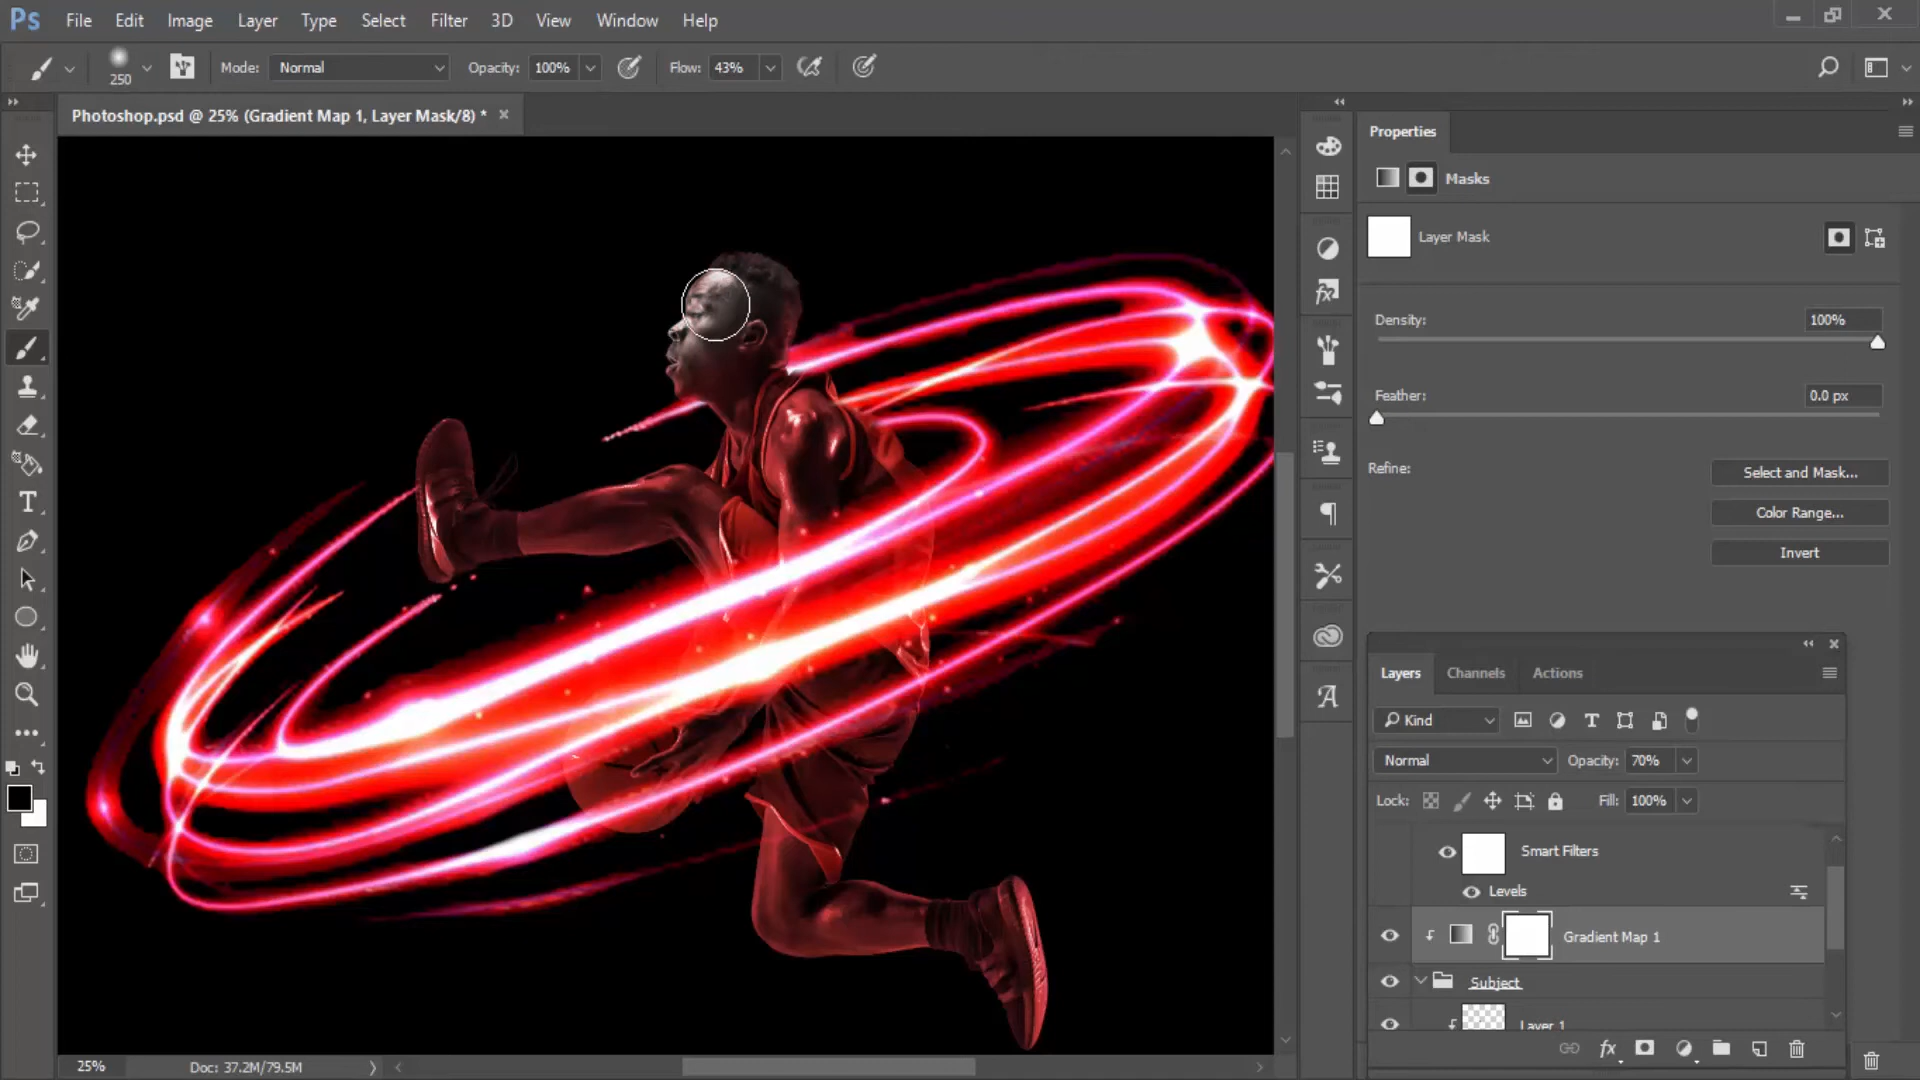 Ps File Edit Image Layer Type Select Filter 3D View Window Help
250 Mode: Normal Opacity: 100% Flow: 43%
Photoshop.psd @ 25% (Gradient Map 1, Layer Mask/8) *
Properties
Masks
Layer Mask
Density: 100%
Feather: 0.0 px
Refine: Select and Mask...
Color Range...
Invert
Layers Channels Actions
Kind
Normal Opacity: 70%
Lock: Fill: 100%
Smart Filters
Levels
Gradient Map 1
Subject
Layer 1
25% Doc: 37.2M/79.5M